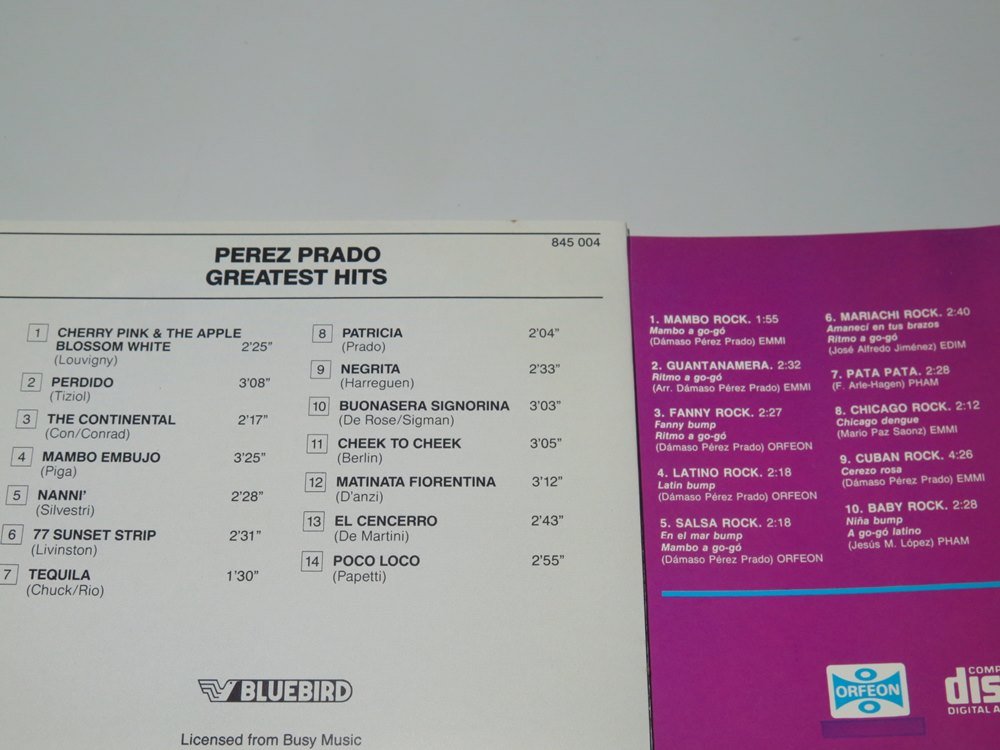 845 004
PEREZ PRADO
GREATEST HITS
1 CHERRY PINK & THE APPLE
BLOSSOM WHITE 2'25"
(Louvigny)
2 PERDIDO 3'08"
(Tiziol)
3 THE CONTINENTAL 2'17"
(Con/Conrad)
4 MAMBO EMBUJO 3'25"
(Piga)
5 NANNI' 2'28"
(Silvestri)
6 77 SUNSET STRIP 2'31"
(Livinston)
7 TEQUILA 1'30"
(Chuck/Rio)
8 PATRICIA 2'04"
(Prado)
9 NEGRITA 2'33"
(Harreguen)
10 BUONASERA SIGNORINA 3'03"
(De Rose/Sigman)
11 CHEEK TO CHEEK 3'05"
(Berlin)
12 MATINATA FIORENTINA 3'12"
(D'anzi)
13 EL CENCERRO 2'43"
(De Martini)
14 POCO LOCO 2'55"
(Papetti)
BLUEBIRD
Licensed from Busy Music
1. MAMBO ROCK. 1:55
Mambo a go-gó
(Dámaso Pérez Prado) EMMI
2. GUANTANAMERA. 2:32
Ritmo a go-gó
(Arr. Dámaso Pérez Prado) EMMI
3. FANNY ROCK. 2:27
Fanny bump
Ritmo a go-gó
(Dámaso Pérez Prado) ORFEON
4. LATINO ROCK. 2:18
Latin bump
(Dámaso Pérez Prado) ORFEON
5. SALSA ROCK. 2:18
En el mar bump
Mambo a go-gó
(Dámaso Pérez Prado) ORFEON
6. MARIACHI ROCK. 2:40
Amanecí en tus brazos
Ritmo a go-gó
(José Alfredo Jiménez) EDIM
7. PATA PATA. 2:28
(F. Arle-Hagen) PHAM
8. CHICAGO ROCK. 2:12
Chicago dengue
(Mario Paz Saonz) EMMI
9. CUBAN ROCK. 4:26
Cerezo rosa
(Dámaso Pérez Prado) EMMI
10. BABY ROCK. 2:28
Niña bump
A go-gó latino
(Jesús M. López) PHAM
ORFEON
COMP
dis
DIGITAL A